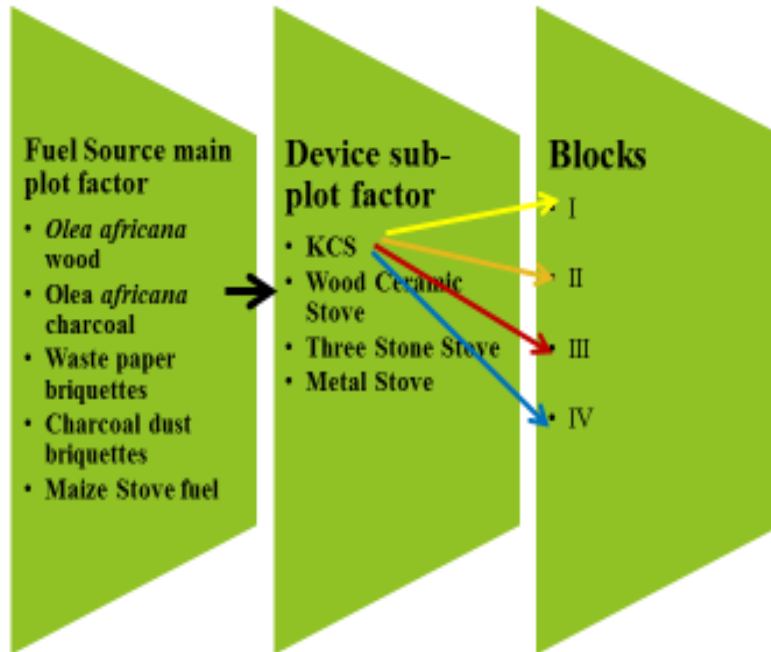 Fuel Source main
plot factor
• Olea africana
wood
• Olea africana
charcoal
• Waste paper
briquettes
• Charcoal dust
briquettes
• Maize Stove fuel
Device sub-
plot factor
• KCS
• Wood Ceramic
Stove
• Three Stone Stove
• Metal Stove
Blocks
• I
• II
• III
• IV